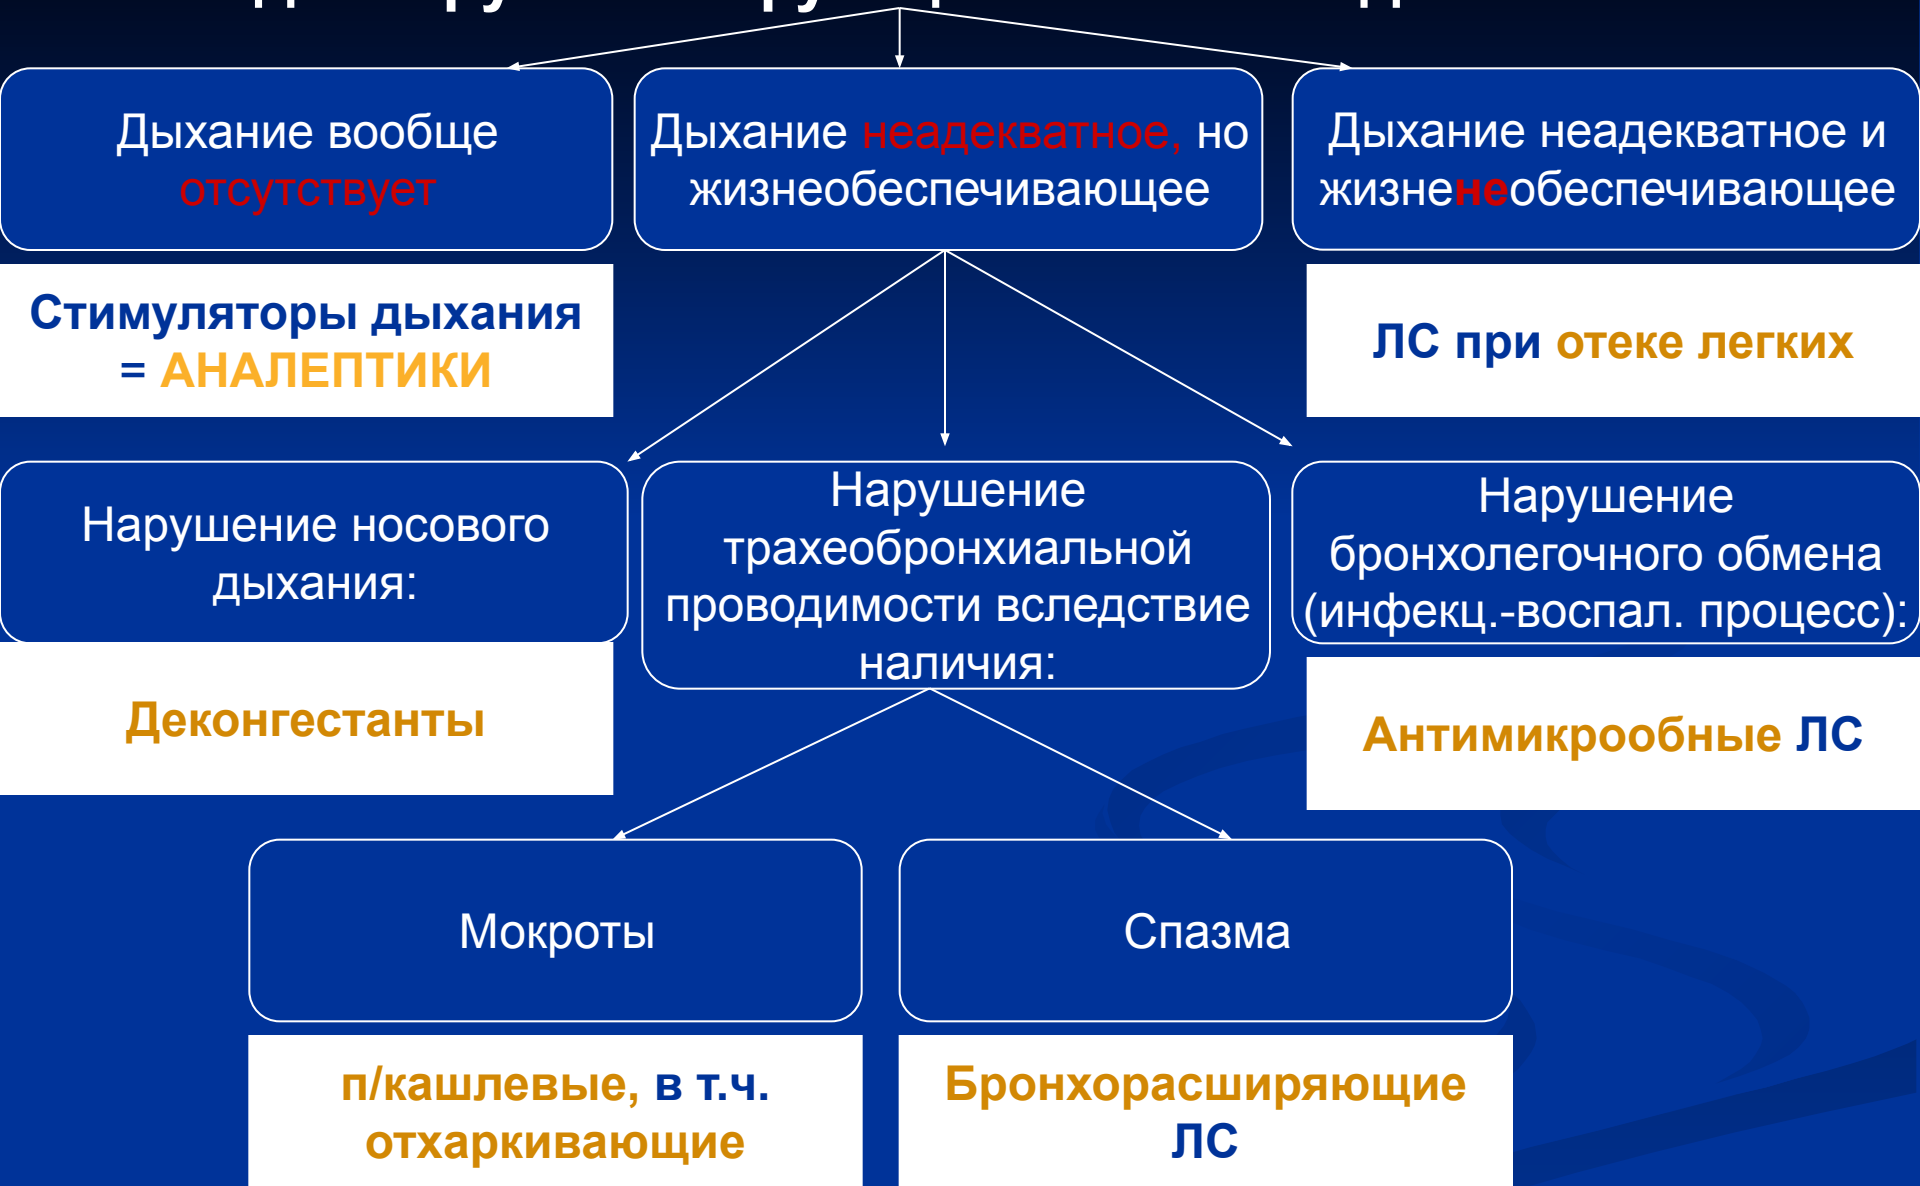 Дыхание вообще
отсутствует
Дыхание неадекватное, но
жизнеобеспечивающее
Дыхание неадекватное и
жизненеобеспечивающее
Стимуляторы дыхания
= АНАЛЕПТИКИ
ЛС при отеке легких
Нарушение носового
дыхания:
Нарушение
трахеобронхиальной
проводимости вследствие
наличия:
Нарушение
бронхолегочного обмена
(инфекц.-воспал. процесс):
Деконгестанты
Антимикрообные ЛС
Мокроты
Спазма
п/кашлевые, в т.ч.
отхаркивающие
Бронхорасширяющие
ЛС